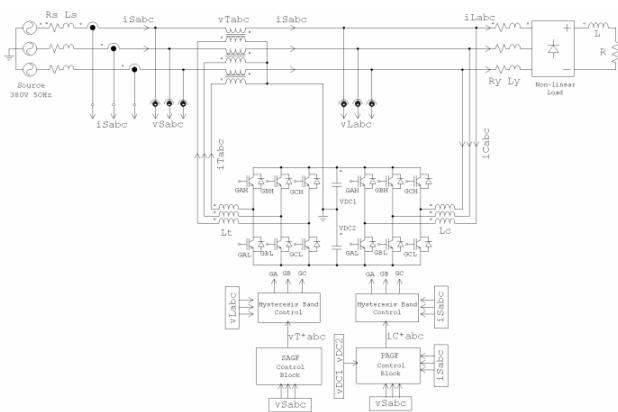 Rs Ls
iSabc
vTabc
iSabc
iLabc
L
R
Source
380V 50Hz
Ry Ly
Non-linear
Load
iSabc
vSabc
vLabc
iTabc
iCabc
GAH
GBH
GCH
VDC1
GAH
GBH
GCH
Lt
VDC2
Lc
GAL
GBL
GCL
GAL
GBL
GCL
GA GB GC
GA GB GC
vLabc
Hysteresis Band
Control
Hysteresis Band
Control
iSabc
vT*abc
iC*abc
SAGF
Control
Block
vDC1 vDC2
PAGF
Control
Block
iSabc
vSabc
vSabc